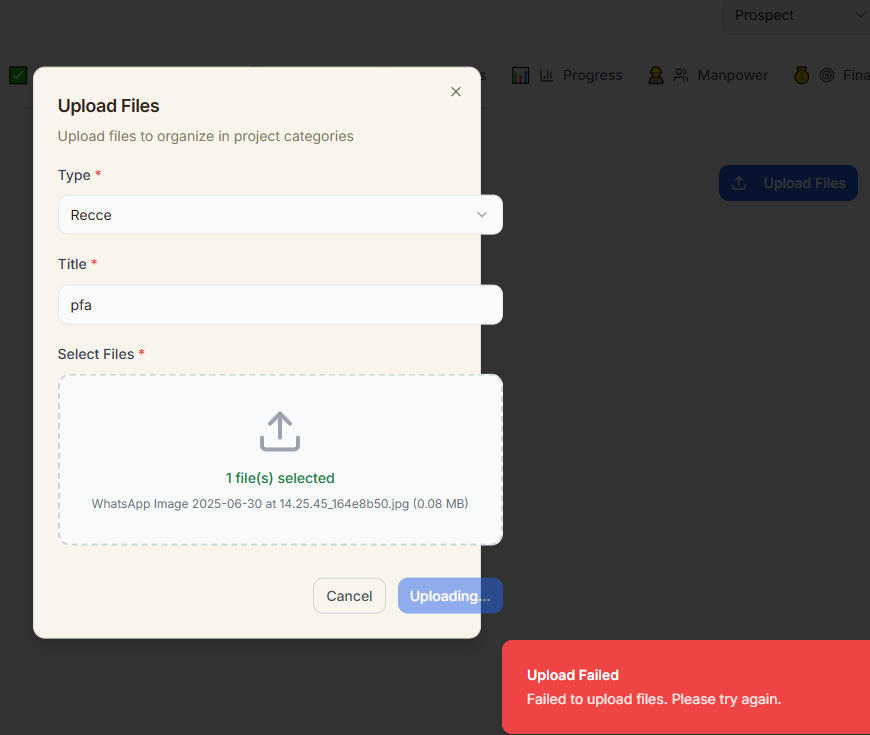 Prospect
Progress
Manpower
Upload Files
Upload files to organize in project categories
Type *
Recce
Upload Files
Title *
pfa
Select Files *
1 file(s) selected
WhatsApp Image 2025-06-30 at 14.25.45_164e8b50.jpg (0.08 MB)
Cancel
Uploading...
Upload Failed
Failed to upload files. Please try again.